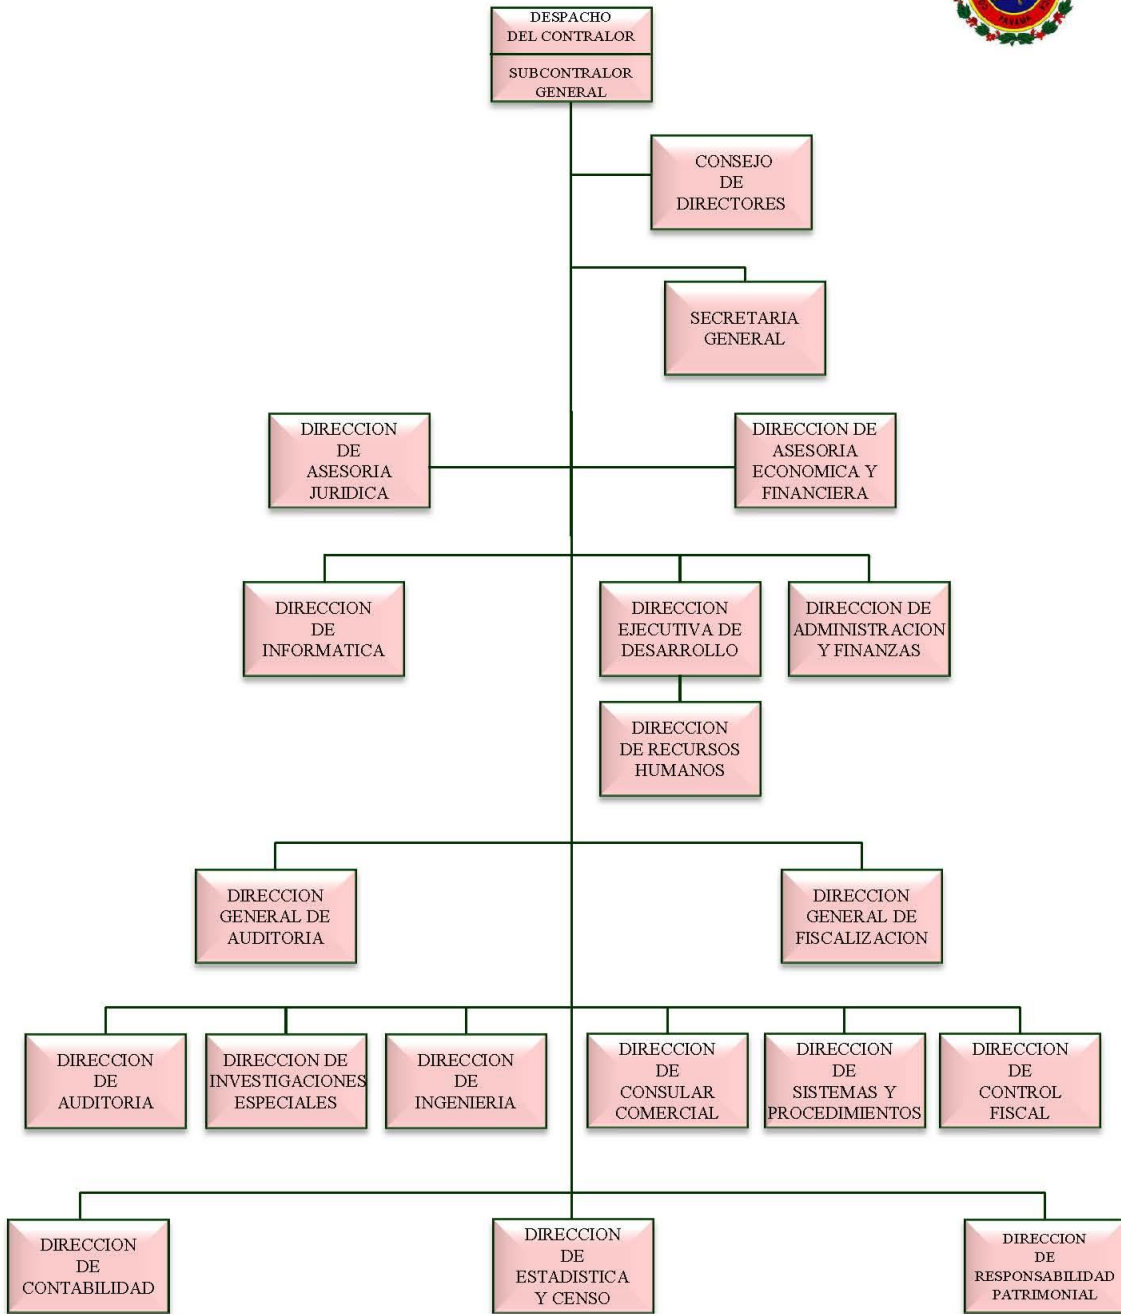 PANAMA
DESPACHO
DEL CONTRALOR
SUBCONTRALOR
GENERAL
CONSEJO
DE
DIRECTORES
SECRETARIA
GENERAL
DIRECCION
DE
ASESORIA
JURIDICA
DIRECCION DE
ASESORIA
ECONOMICA Y
FINANCIERA
DIRECCION
DE
INFORMATICA
DIRECCION
EJECUTIVA DE
DESARROLLO
DIRECCION DE
ADMINISTRACION
Y FINANZAS
DIRECCION
DE RECURSOS
HUMANOS
DIRECCION
GENERAL DE
AUDITORIA
DIRECCION
GENERAL DE
FISCALIZACION
DIRECCION
DE
AUDITORIA
DIRECCION DE
INVESTIGACIONES
ESPECIALES
DIRECCION
DE
INGENIERIA
DIRECCION
DE
CONSULAR
COMERCIAL
DIRECCION
DE
SISTEMAS Y
PROCEDIMIENTOS
DIRECCION
DE
CONTROL
FISCAL
DIRECCION
DE
CONTABILIDAD
DIRECCION
DE
ESTADISTICA
Y CENSO
DIRECCION
DE
RESPONSABILIDAD
PATRIMONIAL